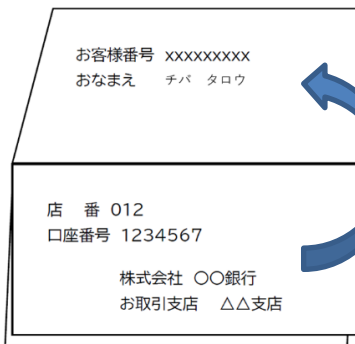 お客様番号 xxxxxxxxx
おなまえ チバ タロウ
店 番 012
口座番号 1234567
株式会社 〇〇銀行
お取引支店 △△支店